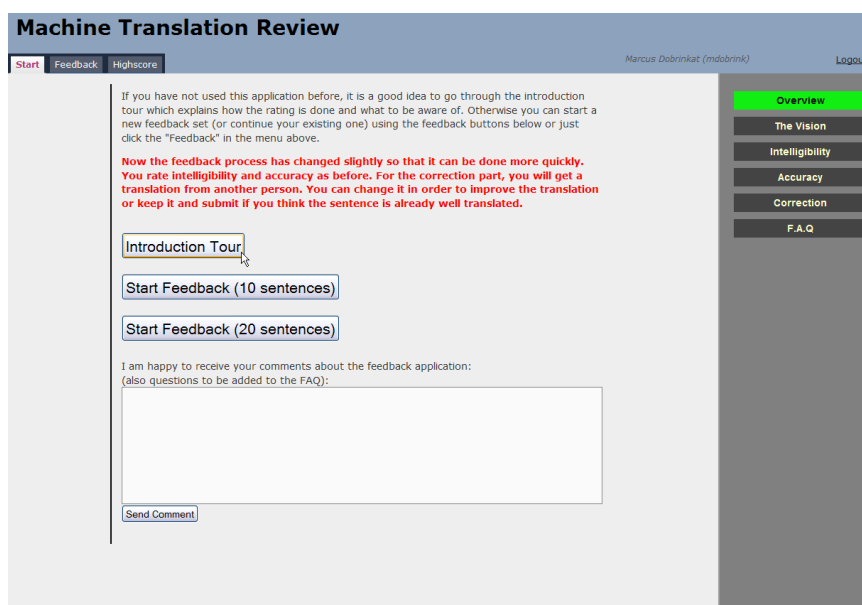 Machine Translation Review
Start Feedback Highscore
Marcus Dobrinkat (mdobrink)
Logou
If you have not used this application before, it is a good idea to go through the introduction
tour which explains how the rating is done and what to be aware of. Otherwise you can start a
new feedback set (or continue your existing one) using the feedback buttons below or just
click the "Feedback" in the menu above.
Now the feedback process has changed slightly so that it can be done more quickly.
You rate intelligibility and accuracy as before. For the correction part, you will get a
translation from another person. You can change it in order to improve the translation
or keep it and submit if you think the sentence is already well translated.
Introduction Tour
Start Feedback (10 sentences)
Start Feedback (20 sentences)
I am happy to receive your comments about the feedback application:
(also questions to be added to the FAQ):
Send Comment
Overview
The Vision
Intelligibility
Accuracy
Correction
F.A.Q